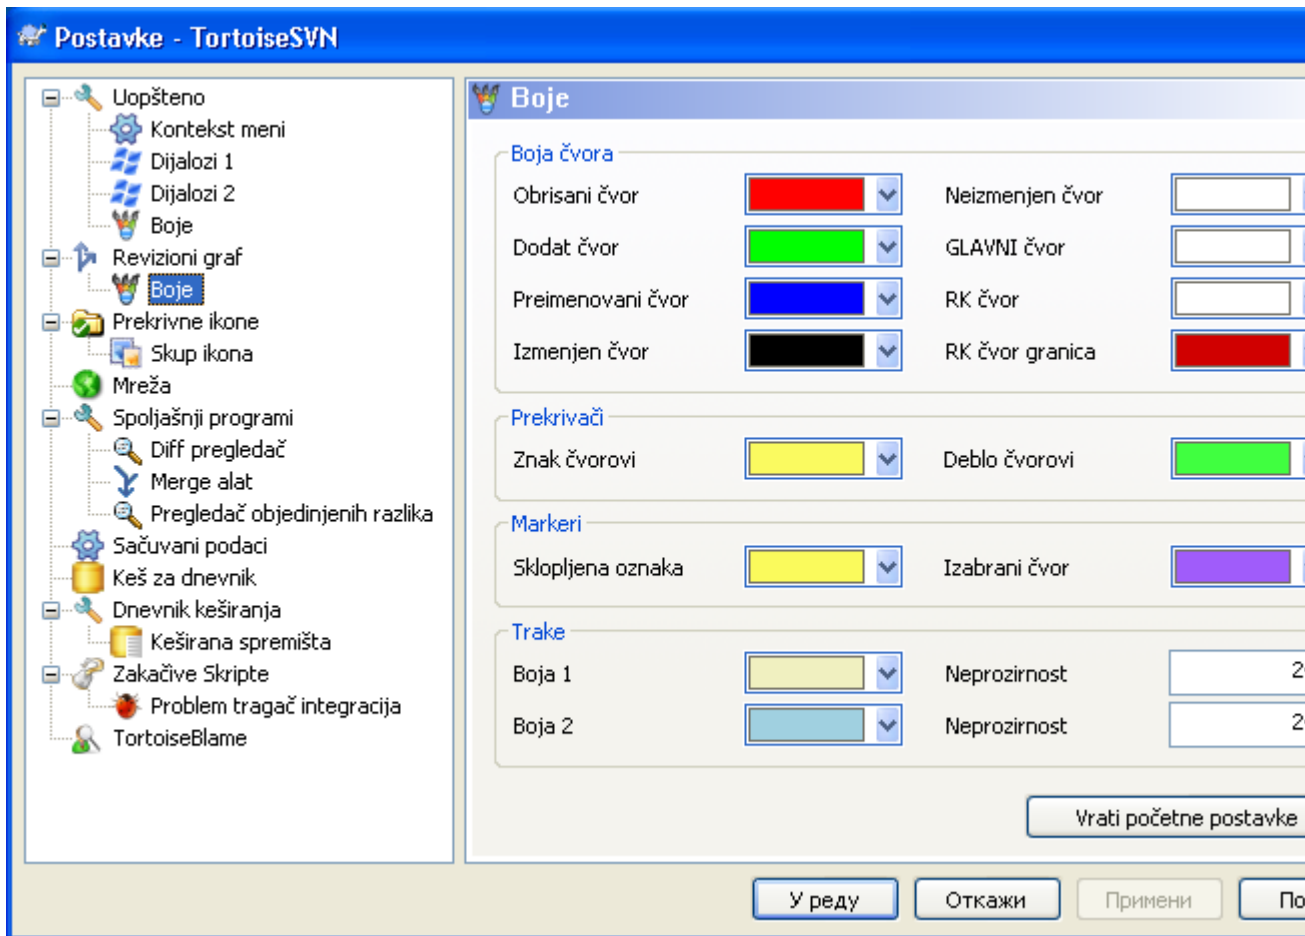 Postavke - TortoiseSVN
Uopšteno
Kontekst meni
Dijalozi 1
Dijalozi 2
Boje
Revizioni graf
Boje
Prekrivne ikone
Skup ikona
Mreža
Spoljašnji programi
Diff pregledač
Merge alat
Pregledač objedinjenih razlika
Sačuvani podaci
Keš za dnevnik
Dnevnik keširanja
Keširana spremišta
Zakačive Skripte
Problem tragač integracija
TortoiseBlame
Boje
Boja čvora
Obrisani čvor
Neizmenjen čvor
Dodat čvor
GLAVNI čvor
Preimenovani čvor
RK čvor
Izmenjen čvor
RK čvor granica
Prekrivači
Znak čvorovi
Deblo čvorovi
Markeri
Sklopljena oznaka
Izabrani čvor
Trake
Boja 1
Neprozirnost
Boja 2
Neprozirnost
Vrati početne postavke
У реду
Откажи
Примени